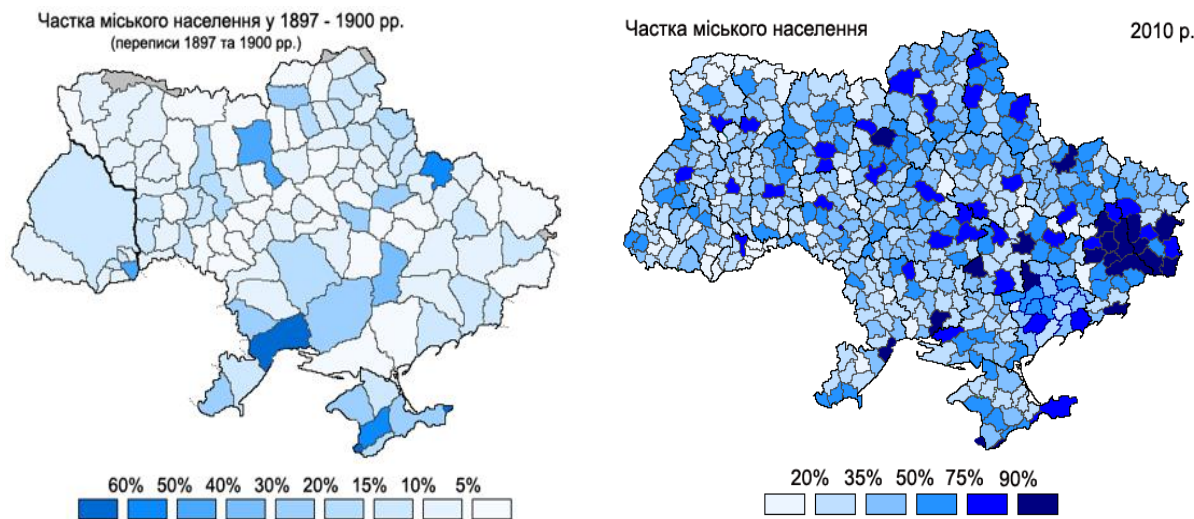 Частка міського населення у 1897 - 1900 рр.
(переписи 1897 та 1900 рр.)
60% 50% 40% 30% 20% 15% 10% 5%
Частка міського населення 2010 р.
20% 35% 50% 75% 90%